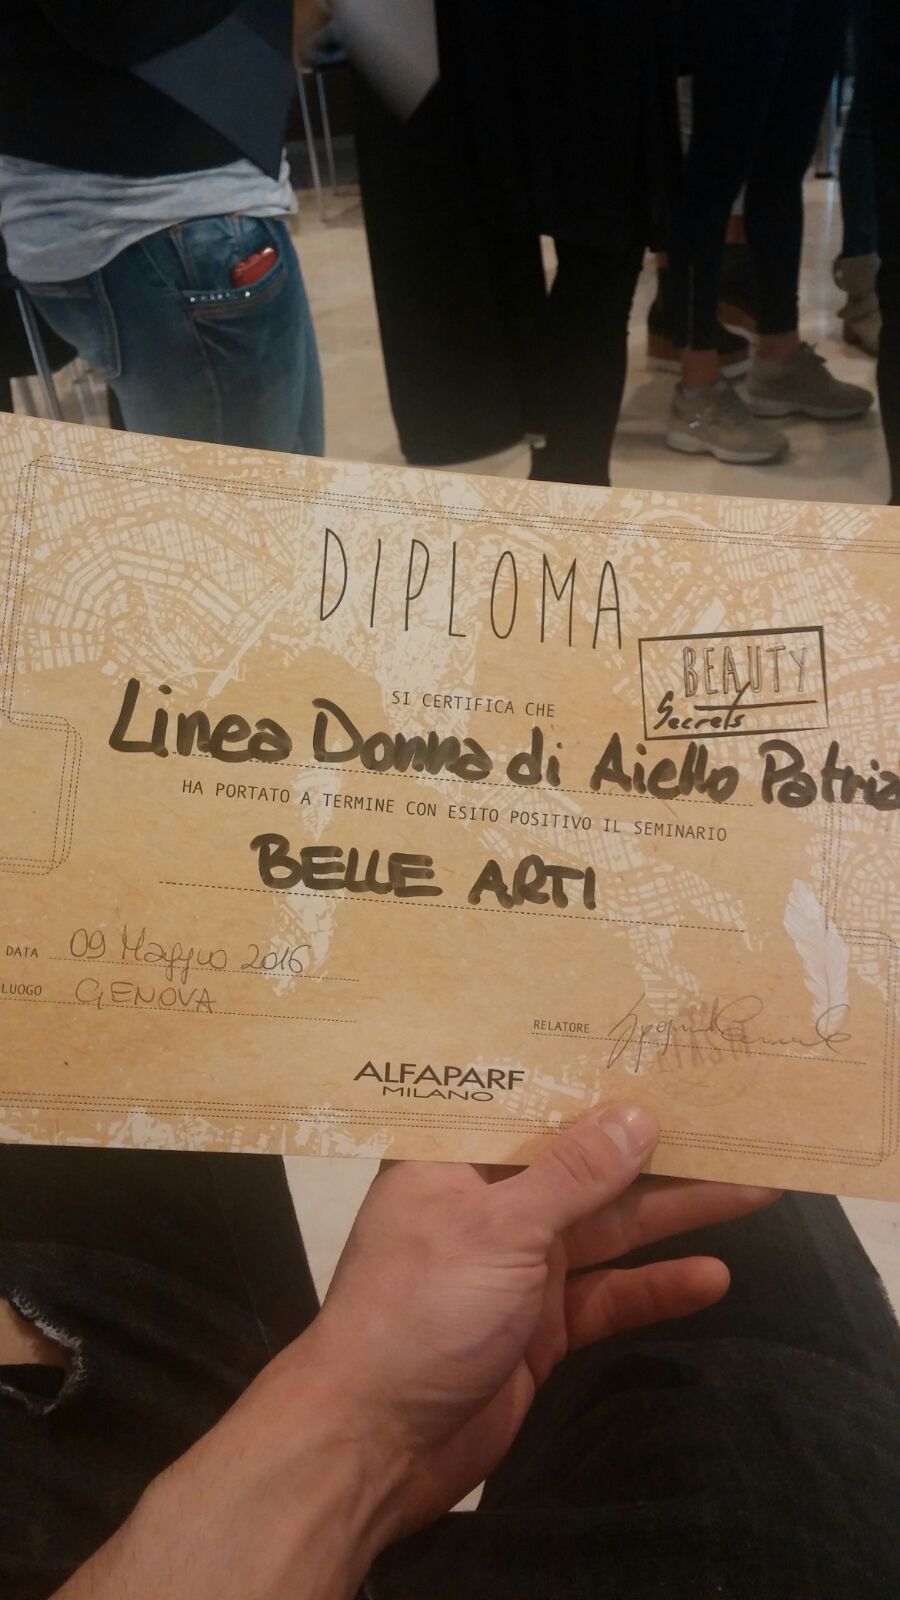 DIPLOMA
BEAUTY
Secrets
SI CERTIFICA CHE
Linea Donna di Aiello Patria
HA PORTATO A TERMINE CON ESITO POSITIVO IL SEMINARIO
BELLE ARTI
DATA 09 Maggio 2016
LUOGO GENOVA
RELATORE
ALFAPARF
MILANO